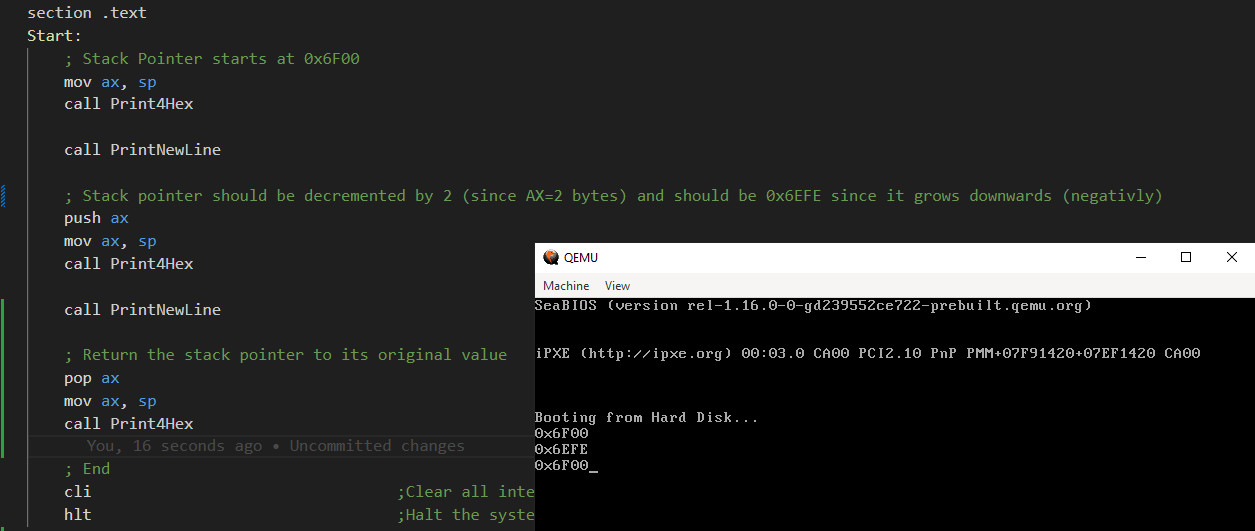 section .text
Start:
; Stack Pointer starts at 0x6F00
mov ax, sp
call Print4Hex
call PrintNewLine
; Stack pointer should be decremented by 2 (since AX=2 bytes) and should be 0x6EFE since it grows downwards (negativly)
push ax
mov ax, sp
call Print4Hex
call PrintNewLine
; Return the stack pointer to its original value
pop ax
mov ax, sp
call Print4Hex
You, 16 seconds ago • Uncommitted changes
; End
cli ;Clear all inte
hlt ;Halt the syste
QEMU
Machine View
SeaBIOS (version rel-1.16.0-0-gd239552ce722-prebuilt.qemu.org)
iPXE (http://ipxe.org) 00:03.0 CA00 PCI2.10 PnP PMM+07F91420+07EF1420 CA00
Booting from Hard Disk...
0x6F00
0x6EFE
0x6F00_